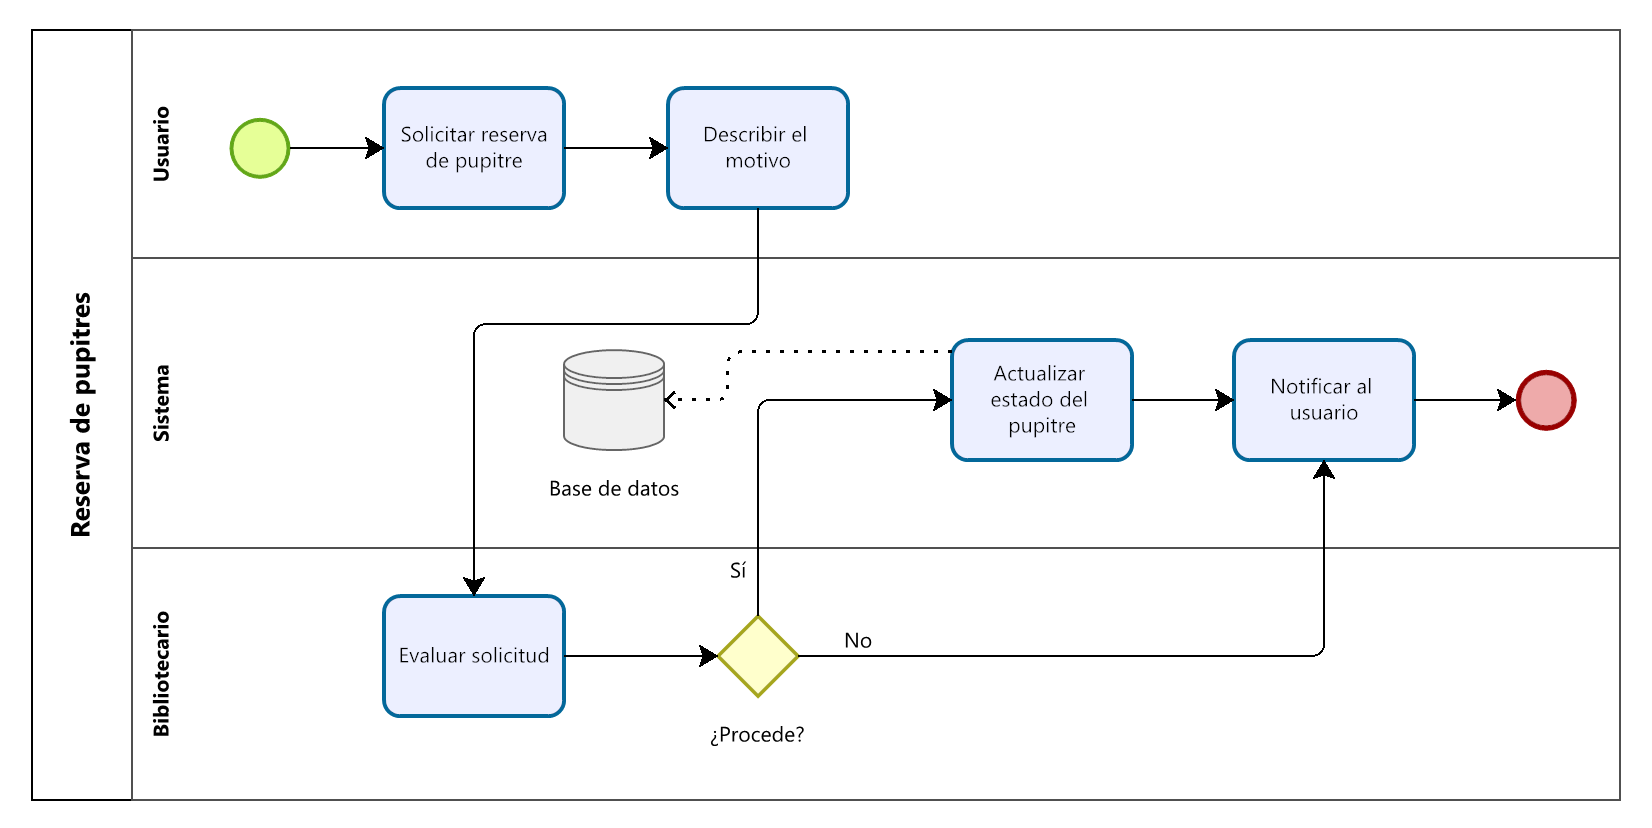 Reserva de pupitres
Usuario
Solicitar reserva
de pupitre
Describir el
motivo
Sistema
Base de datos
Actualizar
estado del
pupitre
Notificar al
usuario
Bibliotecario
Evaluar solicitud
Sí
No
¿Procede?